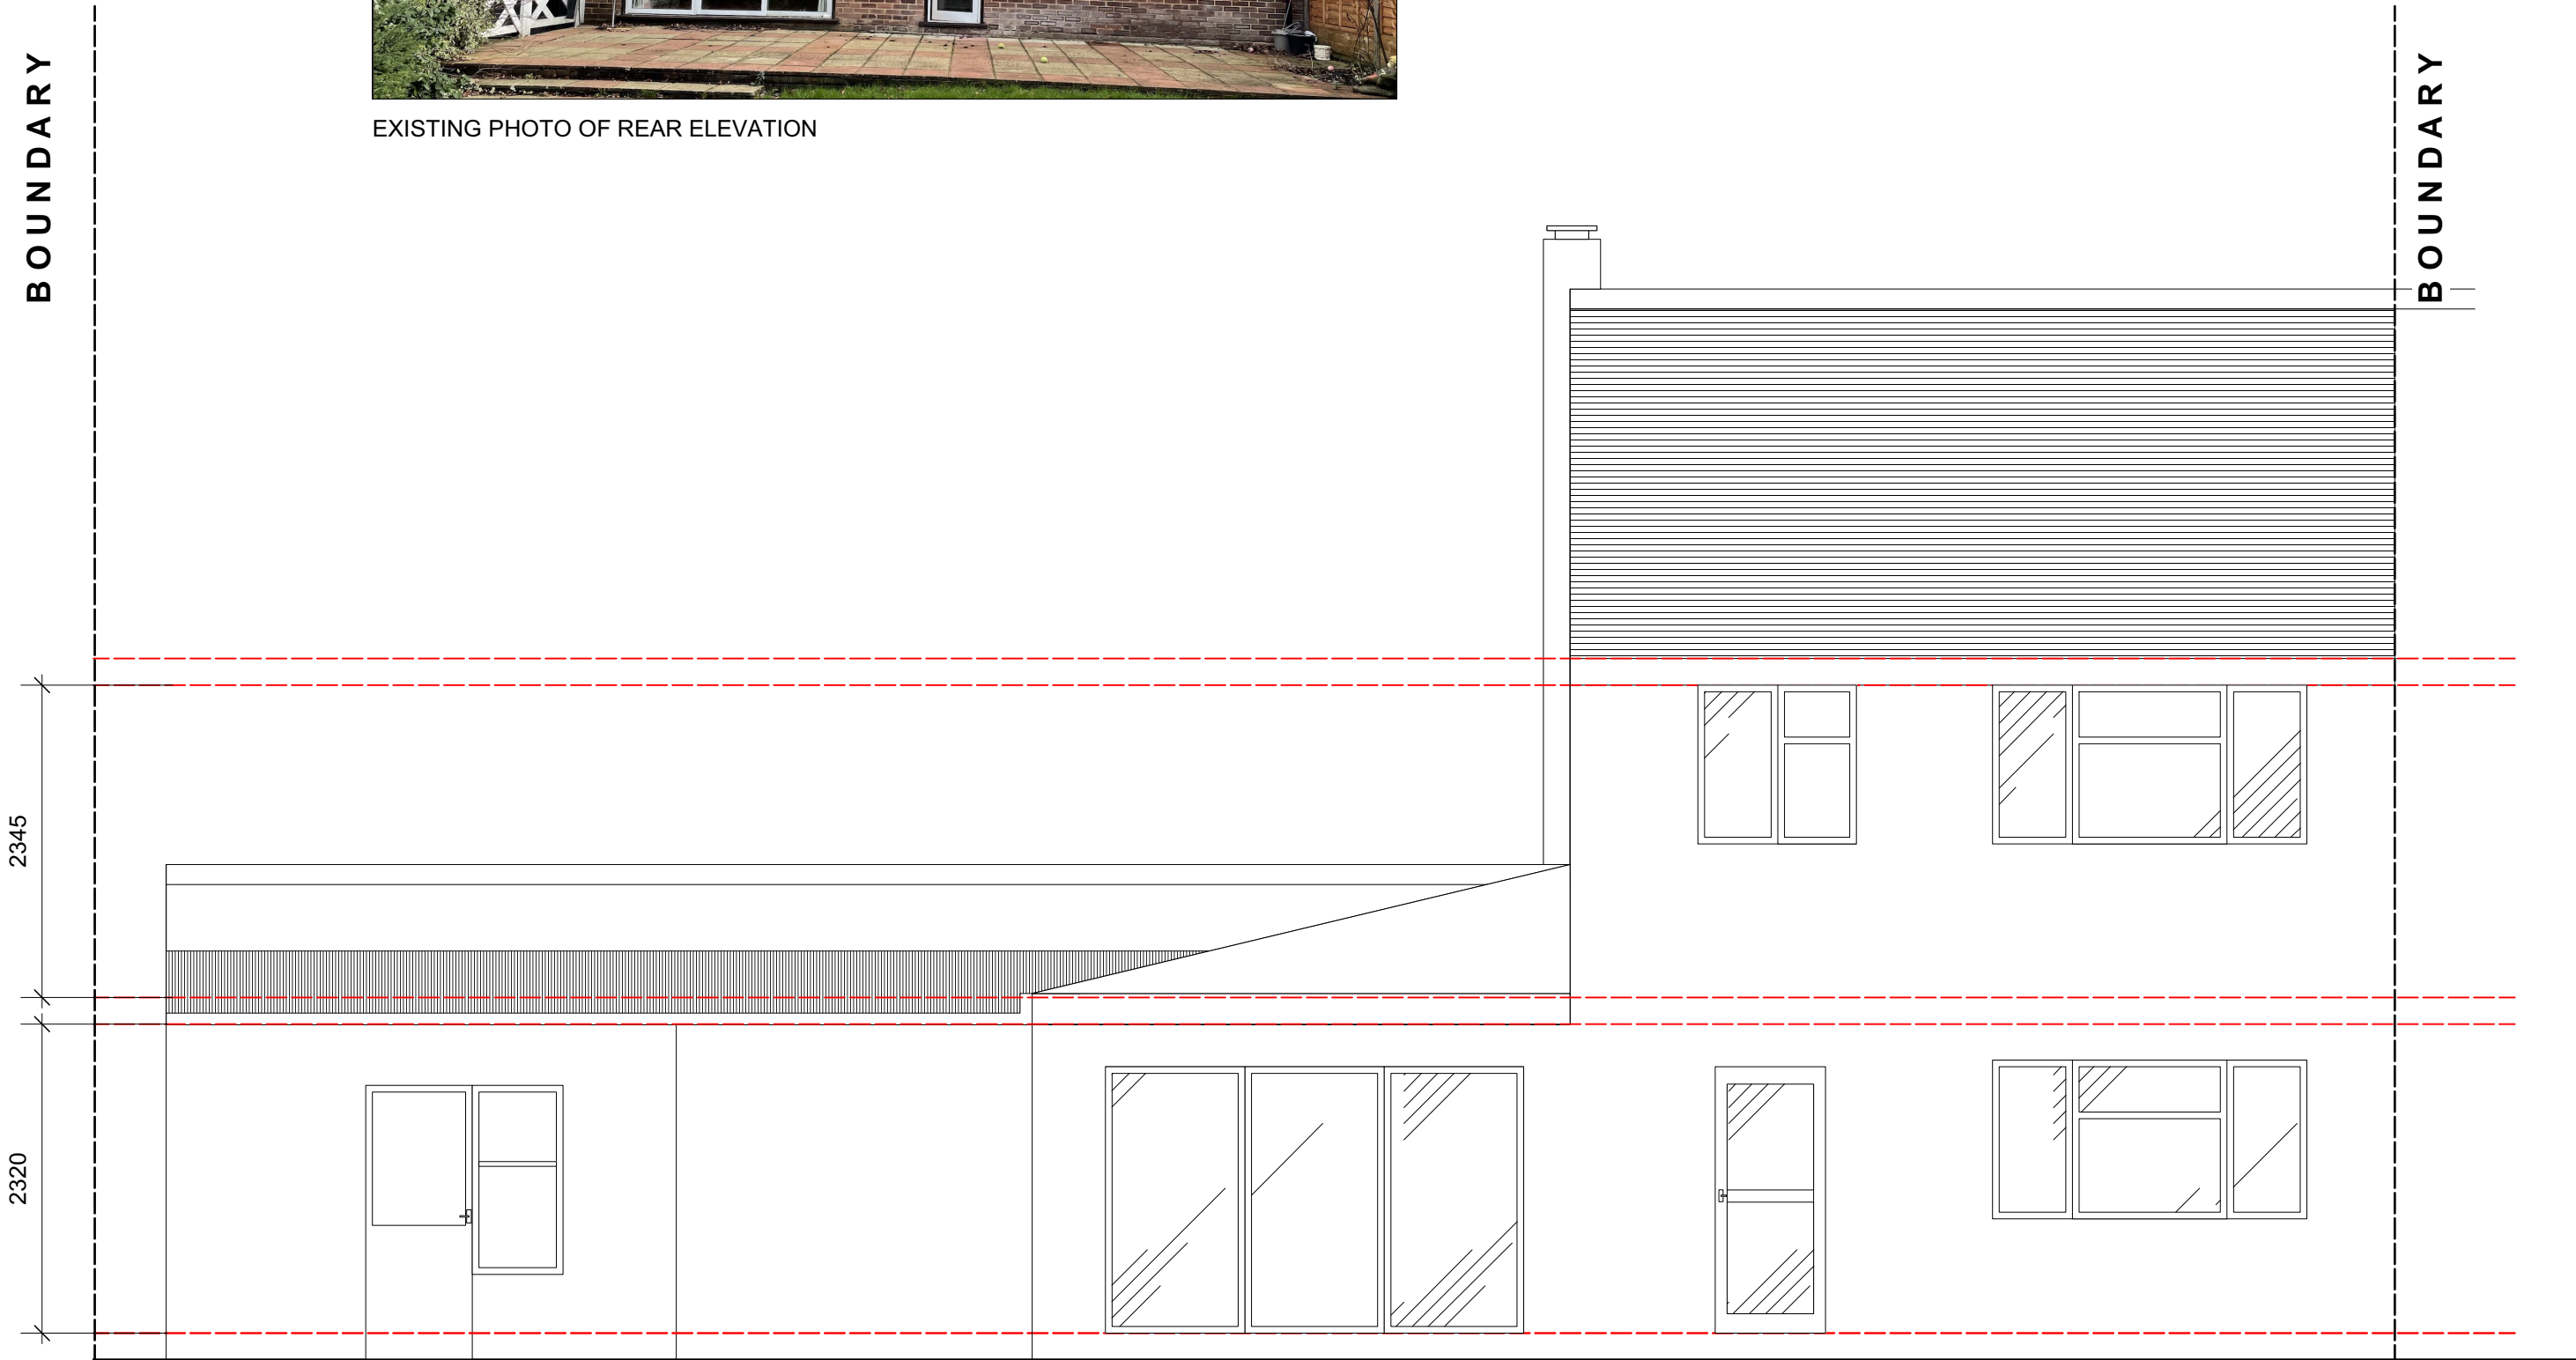 EXISTING PHOTO OF REAR ELEVATION
BOUNDARY
BOUNDARY
2345
2320